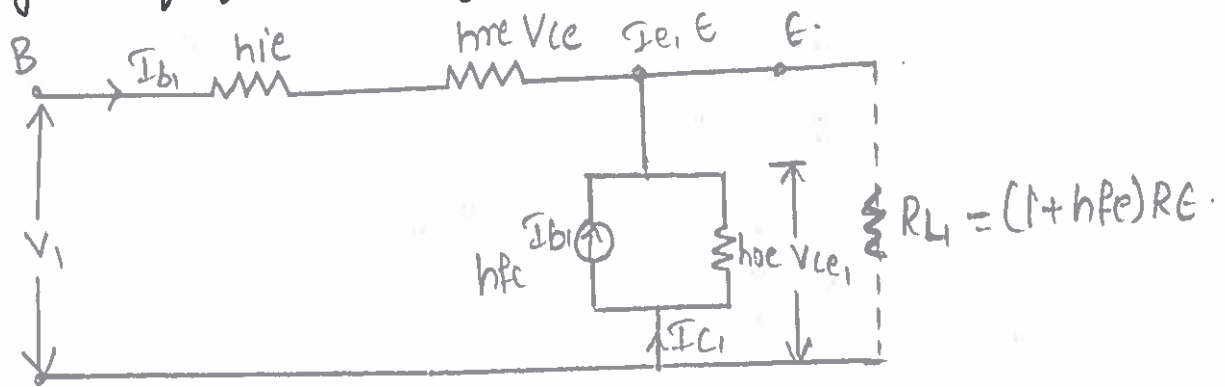 B Ib1 hie hre Vce Ie1 E E.
V1
hfe Ib1 hoe Vce1 RL1 = (1+hfe)RE.
IC1